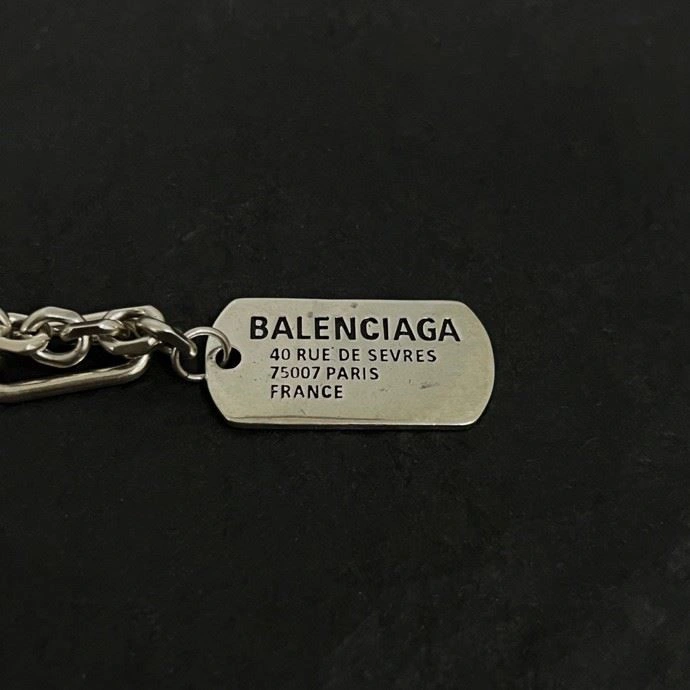 BALENCIAGA
40 RUE DE SEVRES
75007 PARIS
FRANCE